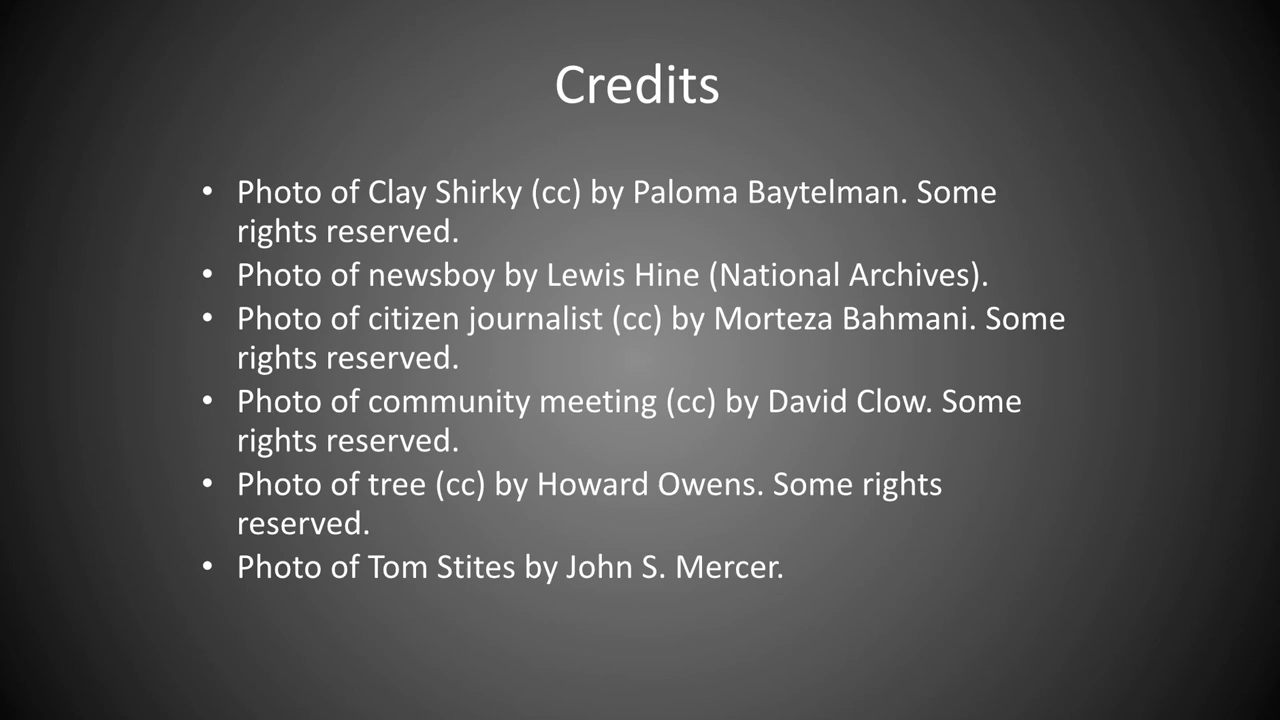 Credits
• Photo of Clay Shirky (cc) by Paloma Baytelman. Some
rights reserved.
• Photo of newsboy by Lewis Hine (National Archives).
• Photo of citizen journalist (cc) by Morteza Bahmani. Some
rights reserved.
• Photo of community meeting (cc) by David Clow. Some
rights reserved.
• Photo of tree (cc) by Howard Owens. Some rights
reserved.
• Photo of Tom Stites by John S. Mercer.